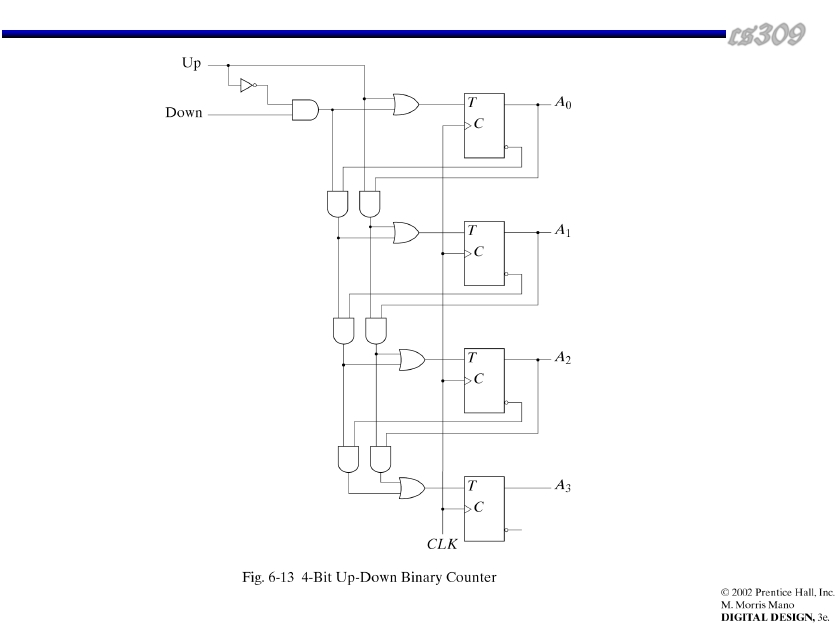 cs309
Up
Down
T
C
A0
T
C
A1
T
C
A2
T
C
A3
CLK
Fig. 6-13 4-Bit Up-Down Binary Counter
© 2002 Prentice Hall, Inc.
M. Morris Mano
DIGITAL DESIGN, 3e.